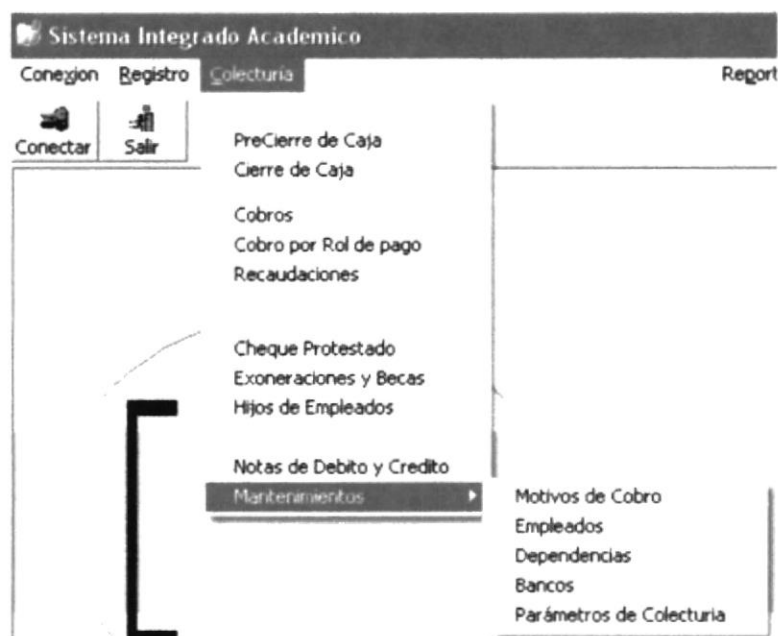 Sistema Integrado Academico
Conexion Registro Colecturía Report
Conectar Salir
PreCierre de Caja
Cierre de Caja
Cobros
Cobro por Rol de pago
Recaudaciones
Cheque Protestado
Exoneraciones y Becas
Hijos de Empleados
Notas de Debito y Credito
Mantenimientos
Motivos de Cobro
Empleados
Dependencias
Bancos
Parámetros de Colecturia